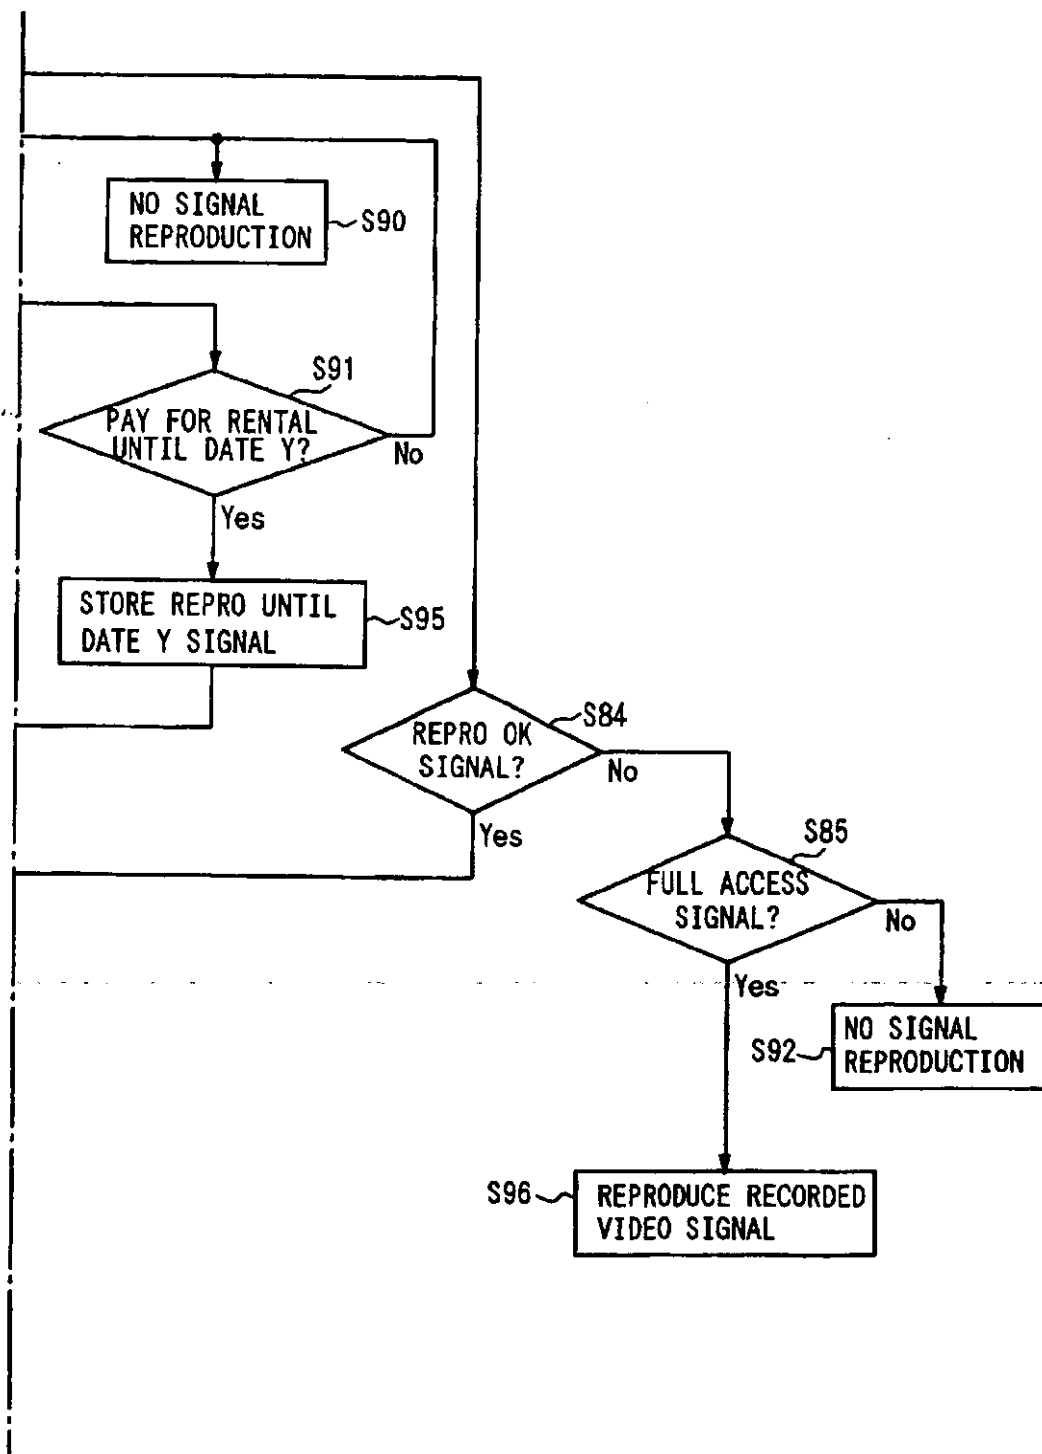 NO SIGNAL
REPRODUCTION
S90
S91
PAY FOR RENTAL
UNTIL DATE Y?
No
Yes
STORE REPRO UNTIL
DATE Y SIGNAL
S95
S84
REPRO OK
SIGNAL?
No
Yes
S85
FULL ACCESS
SIGNAL?
No
Yes
NO SIGNAL
REPRODUCTION
S92
S96
REPRODUCE RECORDED
VIDEO SIGNAL